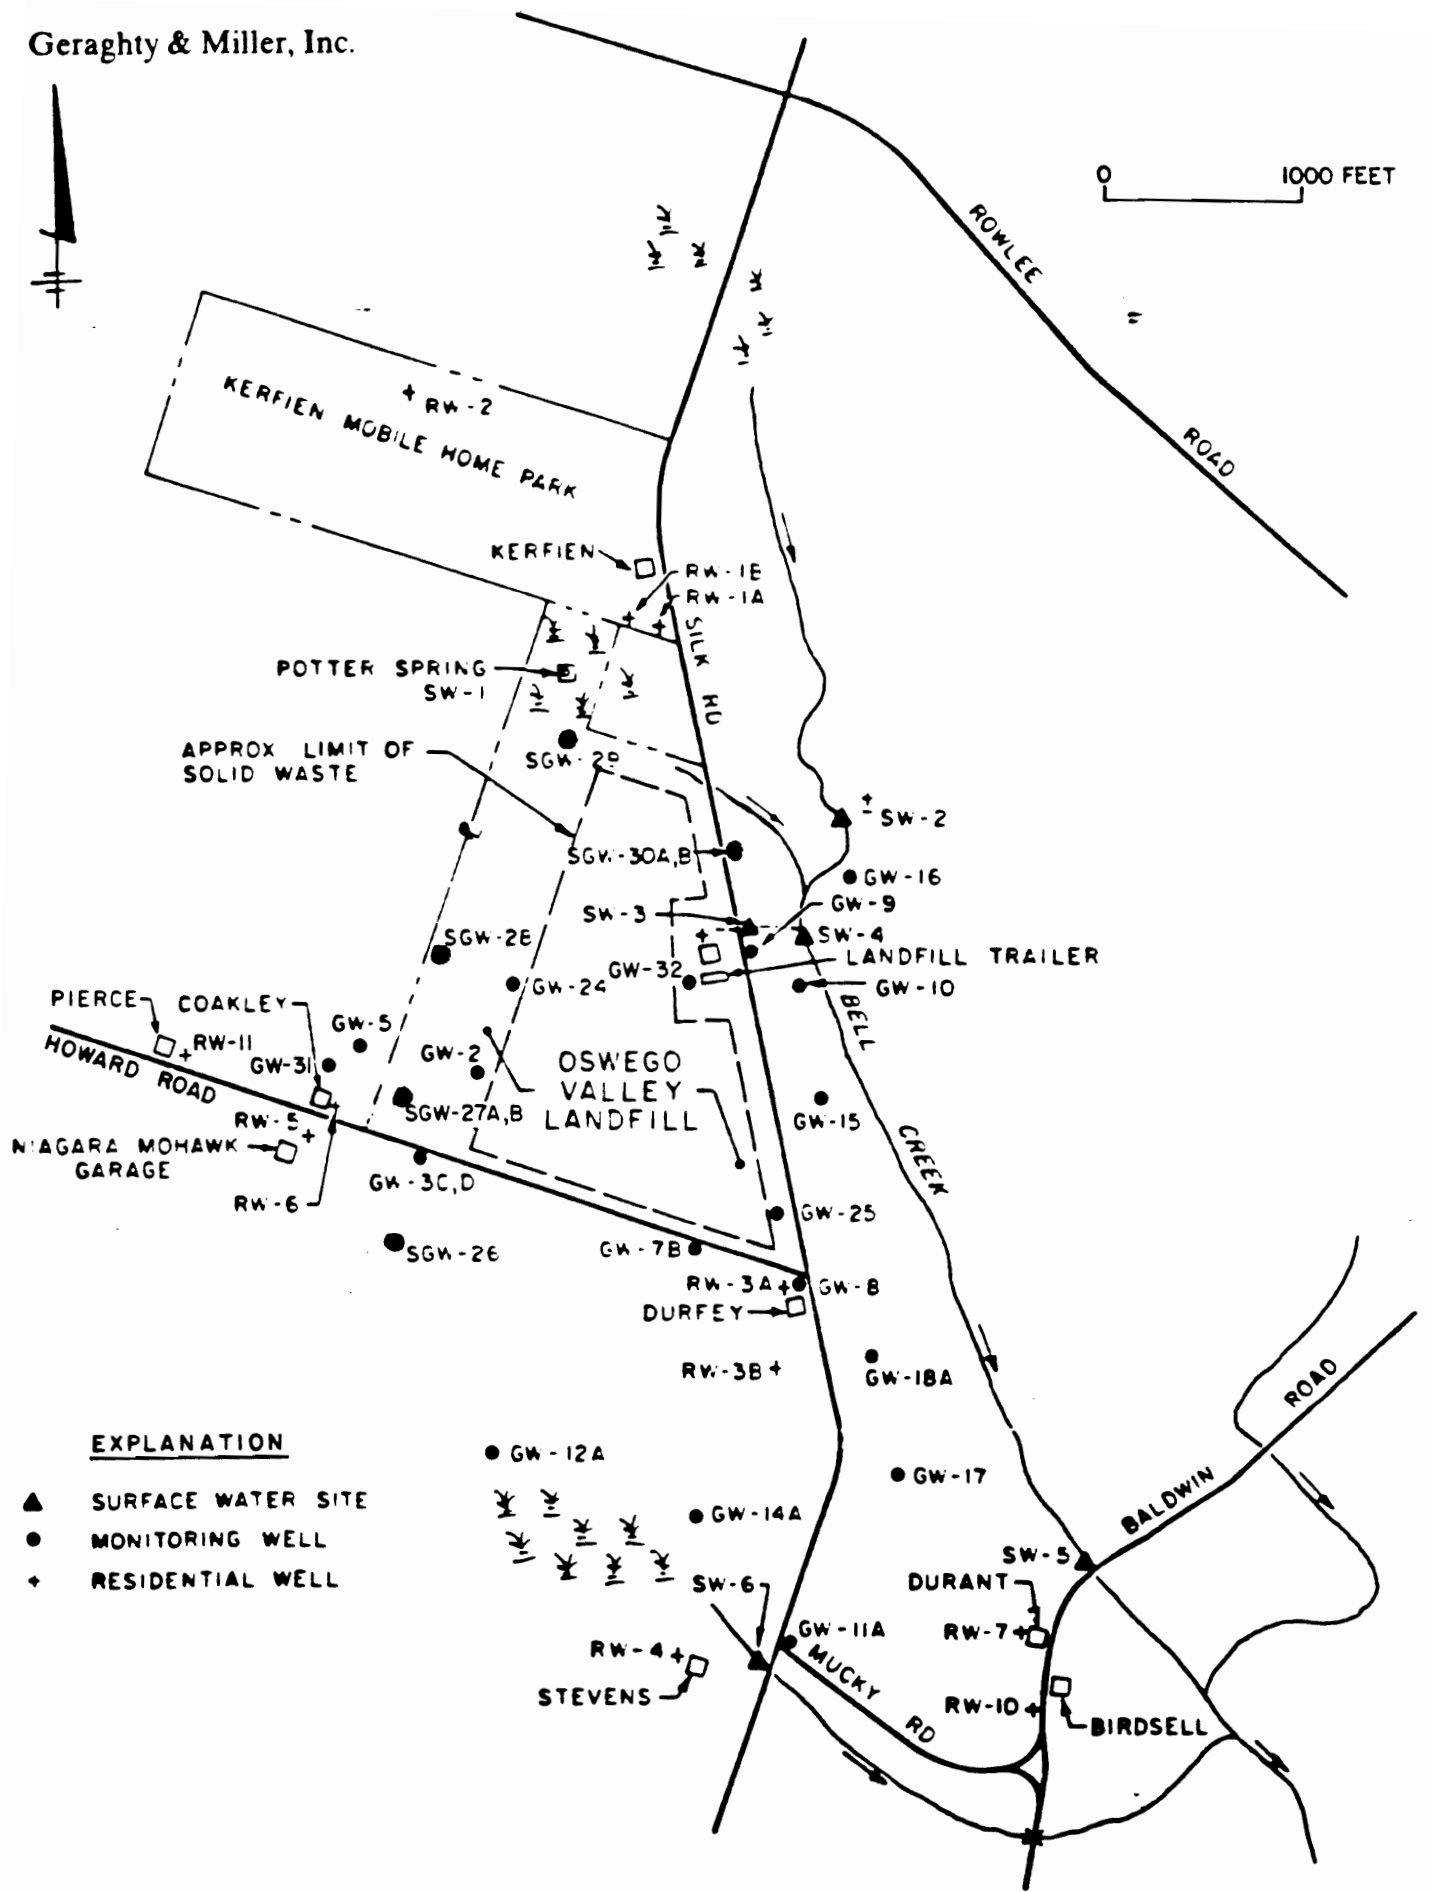 Geraghty & Miller, Inc.
0 1000 FEET
ROWLEE
ROAD
RW-2
KERFIEN MOBILE HOME PARK
KERFIEN
RW-1B
RW-1A
SILK RD
POTTER SPRING
SW-1
APPROX LIMIT OF
SOLID WASTE
SW-2
SGW-30A,B
GW-16
GW-9
SW-3
SW-4
LANDFILL TRAILER
GW-32
GW-10
GW-24
PIERCE
COAKLEY
GW-5
RW-11
GW-31
GW-2
HOWARD ROAD
OSWEGO
VALLEY
LANDFILL
SGW-27A,B
GW-15
BELL
CREEK
RW-5
NIAGARA MOHAWK
GARAGE
RW-6
GW-3C,D
GW-25
SGW-26
GW-7B
RW-3A
GW-8
DURFEY
RW-3B
GW-18A
BALDWIN
ROAD
EXPLANATION
SURFACE WATER SITE
MONITORING WELL
RESIDENTIAL WELL
GW-12A
GW-17
GW-14A
SW-5
SW-6
DURANT
GW-11A
RW-7
RW-4
STEVENS
MUCKY
RD
RW-10
BIRDSELL